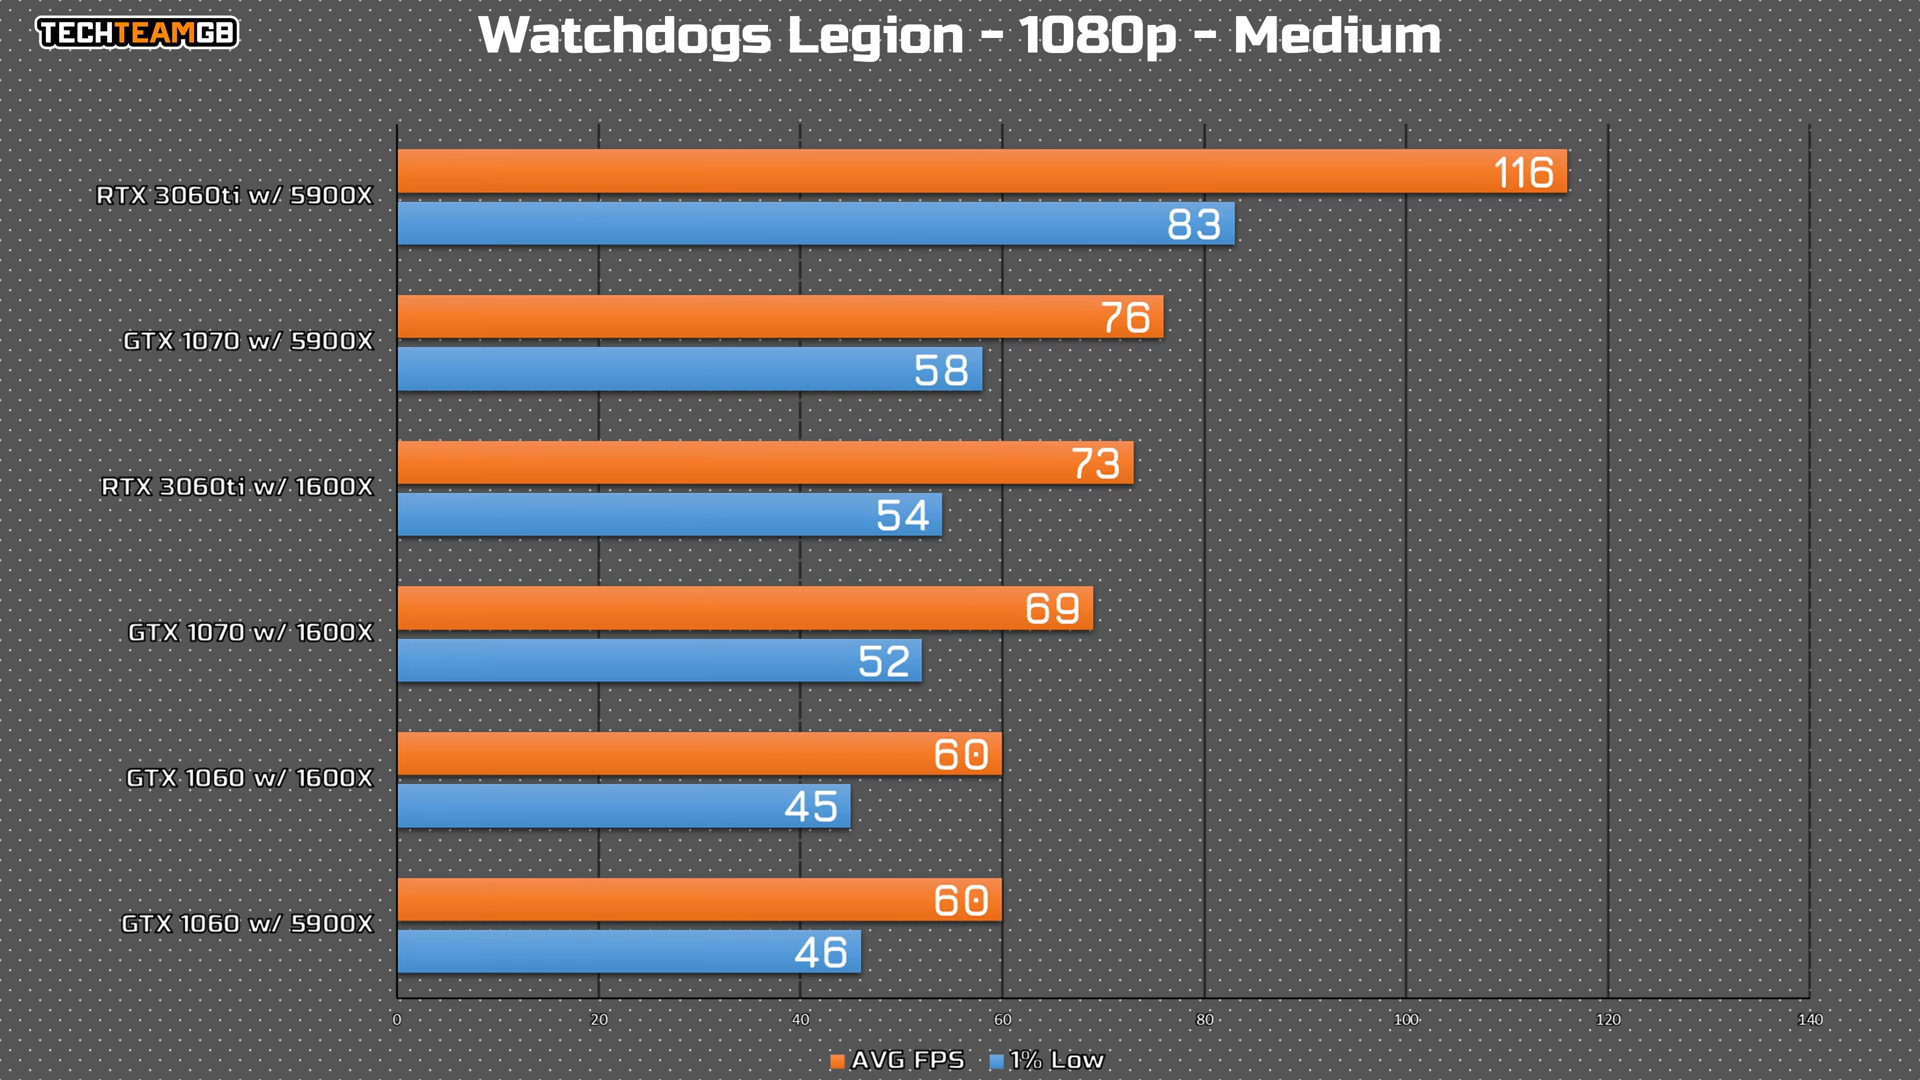 TECHTEAMGB
Watchdogs Legion - 1080p - Medium
RTX 3060ti w/ 5900X
116
83
GTX 1070 w/ 5900X
76
58
RTX 3060ti w/ 1600X
73
54
GTX 1070 w/ 1600X
69
52
GTX 1060 w/ 1600X
60
45
GTX 1060 w/ 5900X
60
46
0 20 40 60 80 100 120 140
AVG FPS 1% Low